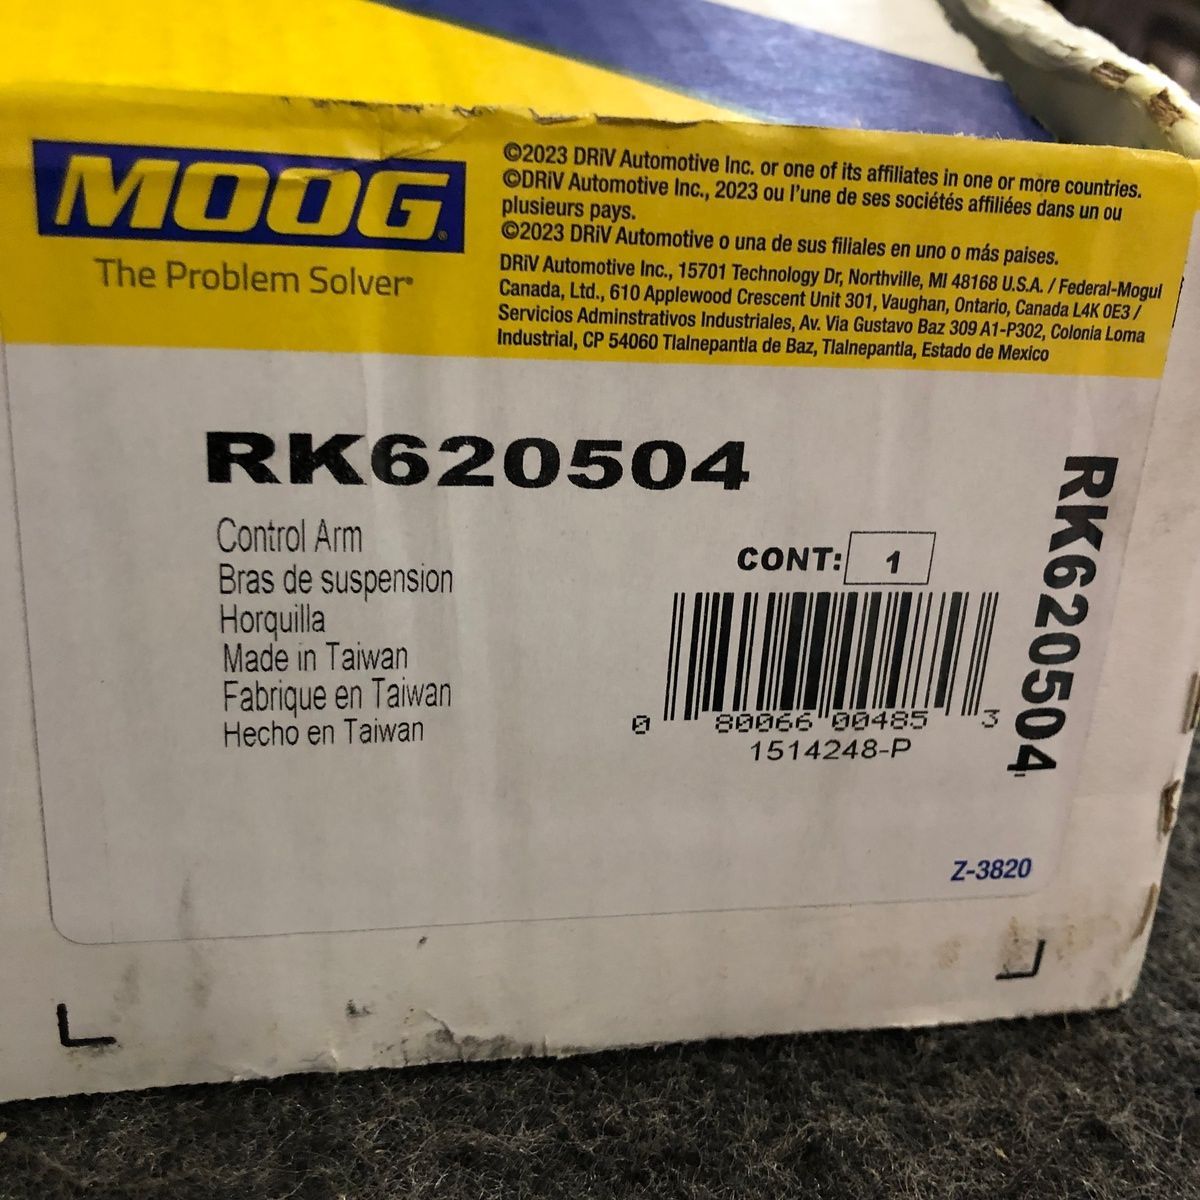 MOOG®
The Problem Solver®
©2023 DRiV Automotive Inc. or one of its affiliates in one or more countries.
©DRiV Automotive Inc., 2023 ou l'une de ses sociétés affiliées dans un ou
plusieurs pays.
©2023 DRiV Automotive o una de sus filiales en uno o más paises.
DRiV Automotive Inc., 15701 Technology Dr, Northville, MI 48168 U.S.A. / Federal-Mogul
Canada, Ltd., 610 Applewood Crescent Unit 301, Vaughan, Ontario, Canada L4K 0E3 /
Servicios Adminstrativos Industriales, Av. Via Gustavo Baz 309 A1-P302, Colonia Loma
Industrial, CP 54060 Tlalnepantla de Baz, Tlalnepantla, Estado de Mexico
RK620504
Control Arm
Bras de suspension
Horquilla
Made in Taiwan
Fabrique en Taiwan
Hecho en Taiwan
CONT: 1
0 80066 00485 3
1514248-P
RK620504
Z-3820